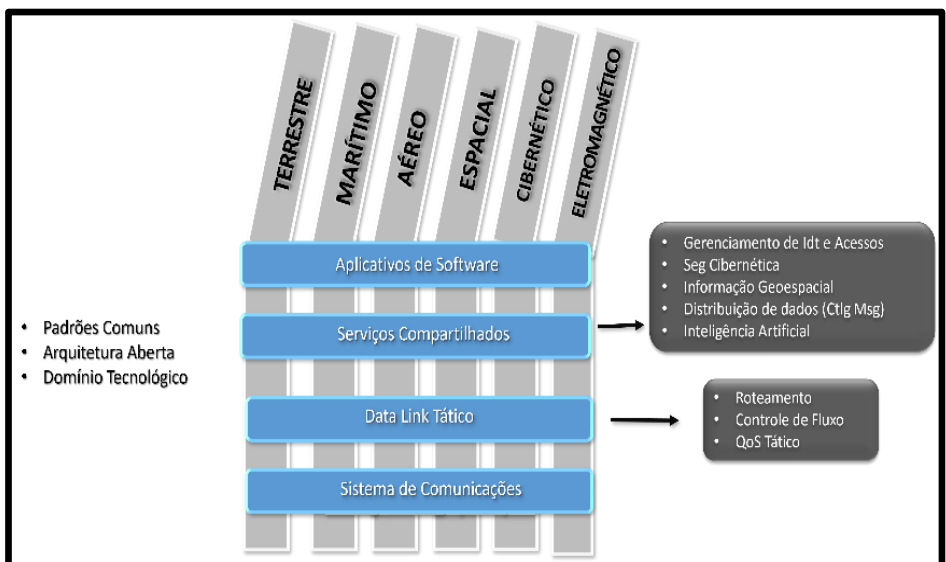 TERRESTRE
MARÍTIMO
AÉREO
ESPACIAL
CIBERNÉTICO
ELETROMAGNÉTICO
Aplicativos de Software
Serviços Compartilhados
Data Link Tático
Sistema de Comunicações
• Padrões Comuns
• Arquitetura Aberta
• Domínio Tecnológico
• Gerenciamento de Idt e Acessos
• Seg Cibernética
• Informação Geoespacial
• Distribuição de dados (Ctlg Msg)
• Inteligência Artificial
• Roteamento
• Controle de Fluxo
• QoS Tático